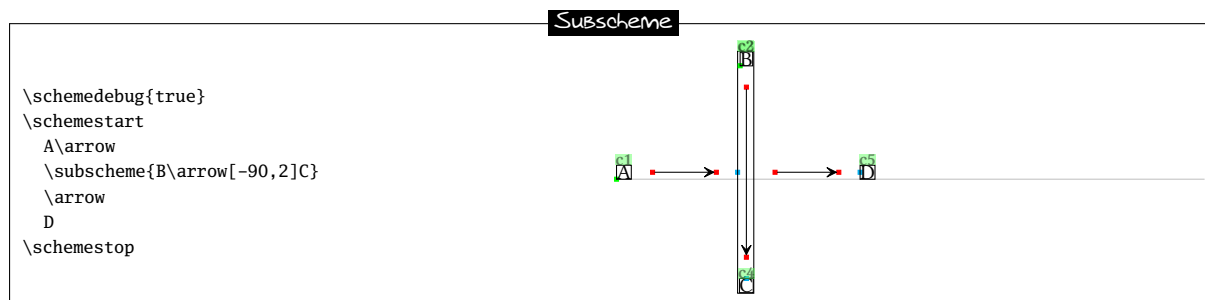 Subscheme
\schemedebug{true}
\schemestart
A\arrow
\subscheme{B\arrow[-90,2]C}
\arrow
D
\schemestop
c2
B
c1
A
c5
D
c4
C